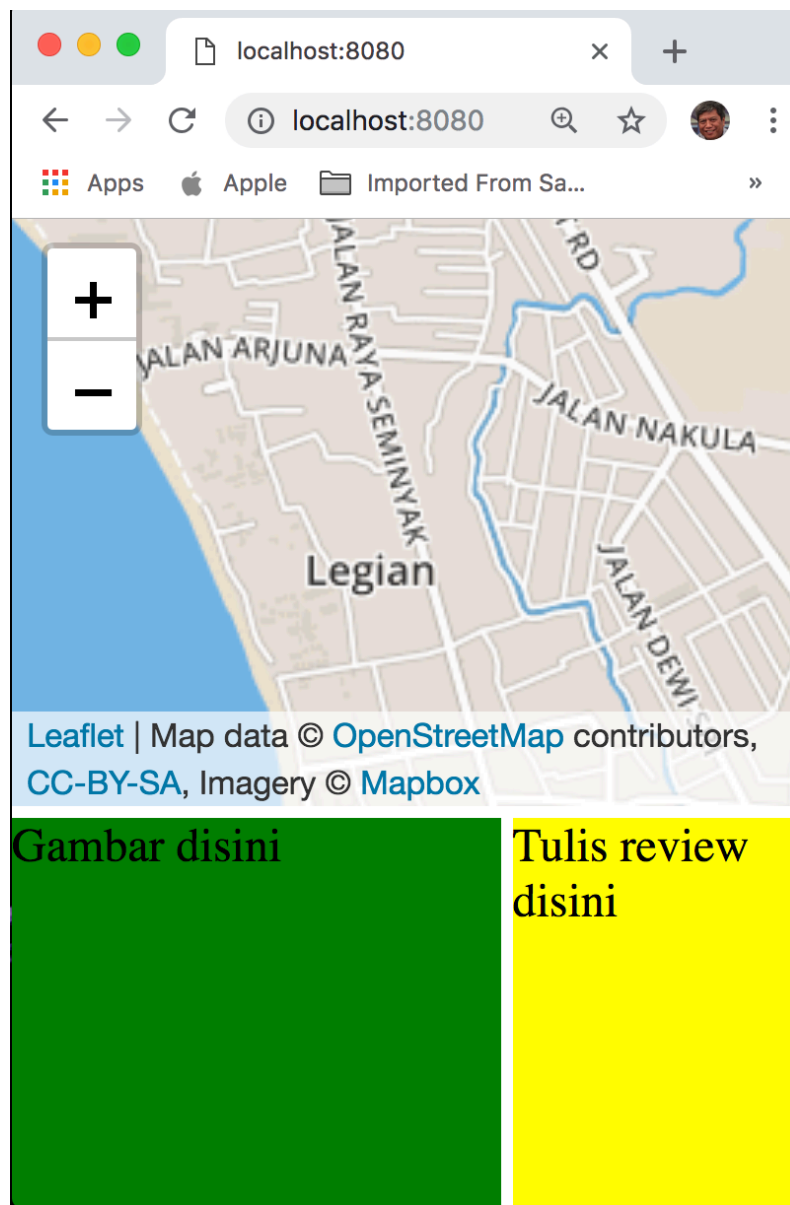 localhost:8080
localhost:8080
Apps Apple Imported From Sa... »
T RD
JALAN RAYA SEMINYAK
JALAN ARJUNA
JALAN NAKULA
Legian
JALAN DEWI S
+
−
Leaflet | Map data © OpenStreetMap contributors,
CC-BY-SA, Imagery © Mapbox
Gambar disini
Tulis review
disini